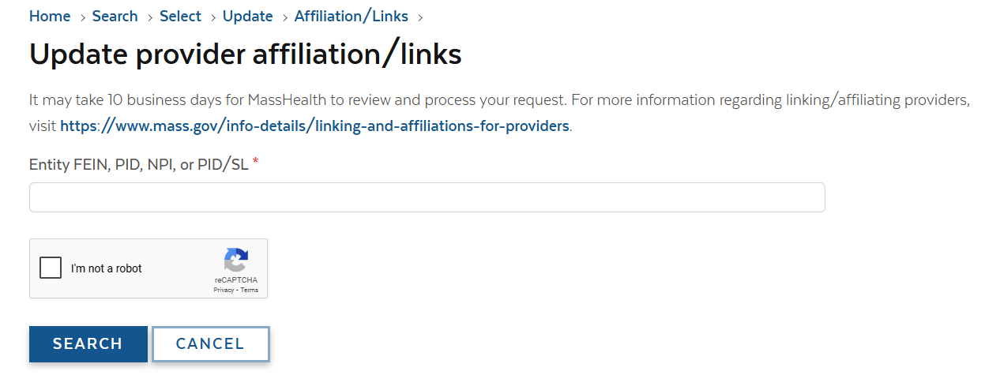 Home > Search > Select > Update > Affiliation/Links >
Update provider affiliation/links
It may take 10 business days for MassHealth to review and process your request. For more information regarding linking/affiliating providers,
visit https://www.mass.gov/info-details/linking-and-affiliations-for-providers.
Entity FEIN, PID, NPI, or PID/SL *
I'm not a robot
reCAPTCHA
Privacy - Terms
SEARCH CANCEL